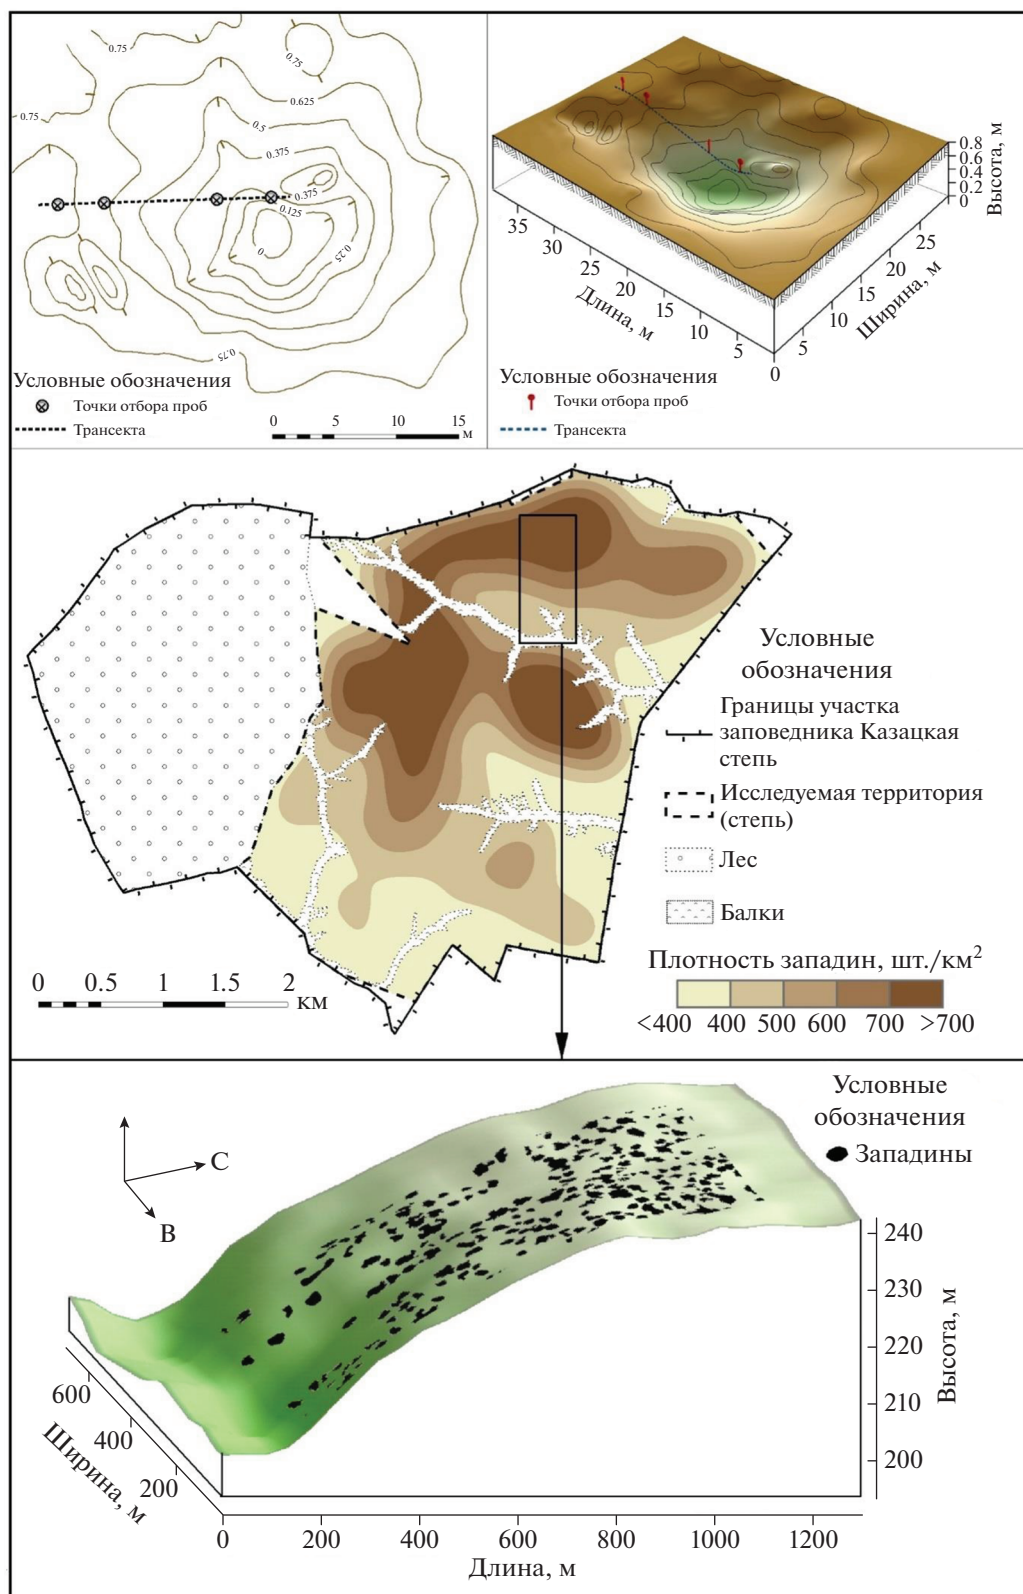 0.75
0.75
0.75
0.625
0.5
0.375
0.375
0.125
0.25
0
0.75
Условные обозначения
Точки отбора проб
Трансекта
0 5 10 15
м
0.8
0.6
0.4
0.2
0
Высота, м
35 30 25 20 15 10 5 0
Длина, м
5 10 15 20 25
Ширина, м
Условные обозначения
Точки отбора проб
Трансекта
Условные
обозначения
Границы участка
заповедника Казацкая
степь
Исследуемая территория
(степь)
Лес
Балки
Плотность западин, шт./км²
<400 400 500 600 700 >700
0 0.5 1 1.5 2
км
Условные
обозначения
Западины
С
В
240
230
220
210
200
Высота, м
600
400
200
Ширина, м
0 200 400 600 800 1000 1200
Длина, м